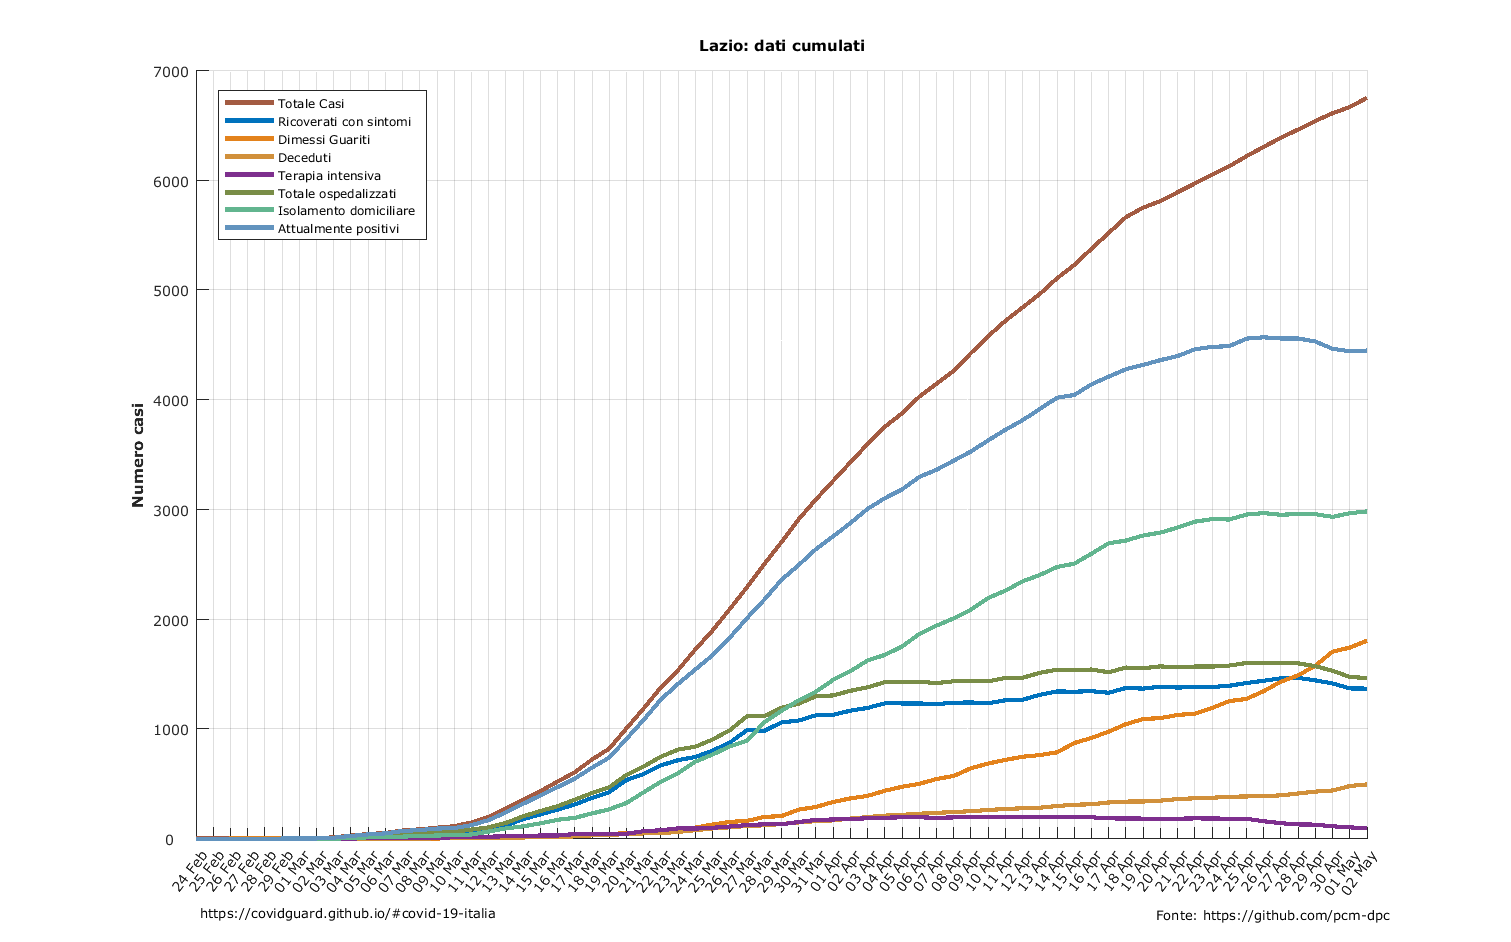 Lazio: dati cumulati
7000
6000
5000
4000
3000
2000
1000
0
Numero casi
Totale Casi
Ricoverati con sintomi
Dimessi Guariti
Deceduti
Terapia intensiva
Totale ospedalizzati
Isolamento domiciliare
Attualmente positivi
24 Feb
25 Feb
26 Feb
27 Feb
28 Feb
29 Feb
01 Mar
02 Mar
03 Mar
04 Mar
05 Mar
06 Mar
07 Mar
08 Mar
09 Mar
10 Mar
11 Mar
12 Mar
13 Mar
14 Mar
15 Mar
16 Mar
17 Mar
18 Mar
19 Mar
20 Mar
21 Mar
22 Mar
23 Mar
24 Mar
25 Mar
26 Mar
27 Mar
28 Mar
29 Mar
30 Mar
31 Mar
01 Apr
02 Apr
03 Apr
04 Apr
05 Apr
06 Apr
07 Apr
08 Apr
09 Apr
10 Apr
11 Apr
12 Apr
13 Apr
14 Apr
15 Apr
16 Apr
17 Apr
18 Apr
19 Apr
20 Apr
21 Apr
22 Apr
23 Apr
24 Apr
25 Apr
26 Apr
27 Apr
28 Apr
29 Apr
30 Apr
01 May
02 May
https://covidguard.github.io/#covid-19-italia
Fonte: https://github.com/pcm-dpc